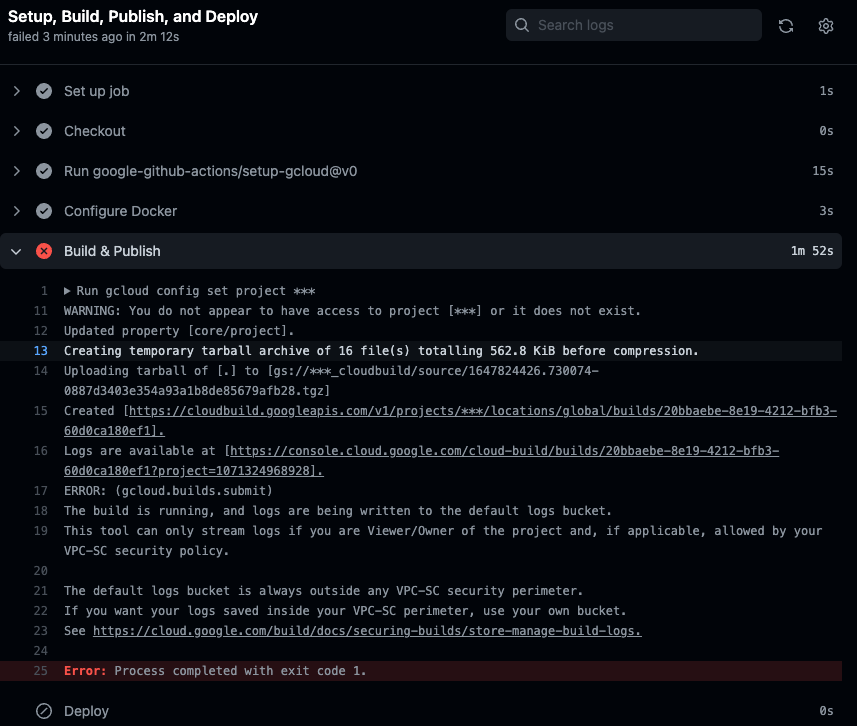 Setup, Build, Publish, and Deploy
failed 3 minutes ago in 2m 12s
Search logs
Set up job 1s
Checkout 0s
Run google-github-actions/setup-gcloud@v0 15s
Configure Docker 3s
Build & Publish 1m 52s
1 ▶ Run gcloud config set project ***
11 WARNING: You do not appear to have access to project [***] or it does not exist.
12 Updated property [core/project].
13 Creating temporary tarball archive of 16 file(s) totalling 562.8 KiB before compression.
14 Uploading tarball of [.] to [gs://***_cloudbuild/source/1647824426.730074-
0887d3403e354a93a1b8de85679afb28.tgz]
15 Created [https://cloudbuild.googleapis.com/v1/projects/***/locations/global/builds/20bbaebe-8e19-4212-bfb3-
60d0ca180ef1].
16 Logs are available at [https://console.cloud.google.com/cloud-build/builds/20bbaebe-8e19-4212-bfb3-
60d0ca180ef1?project=1071324968928].
17 ERROR: (gcloud.builds.submit)
18 The build is running, and logs are being written to the default logs bucket.
19 This tool can only stream logs if you are Viewer/Owner of the project and, if applicable, allowed by your
VPC-SC security policy.
20
21 The default logs bucket is always outside any VPC-SC security perimeter.
22 If you want your logs saved inside your VPC-SC perimeter, use your own bucket.
23 See https://cloud.google.com/build/docs/securing-builds/store-manage-build-logs.
24
25 Error: Process completed with exit code 1.
Deploy 0s